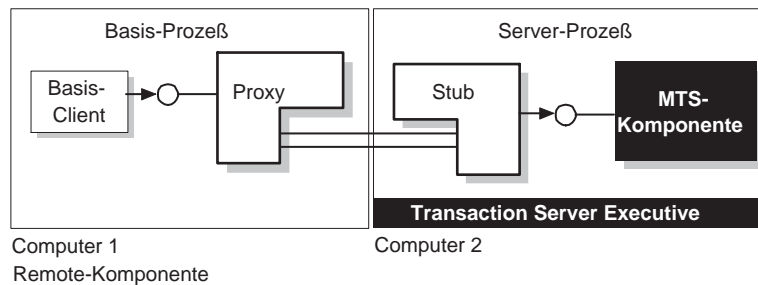 Basis-Prozeß
Server-Prozeß
Basis-
Client
Proxy
Stub
MTS-
Komponente
Transaction Server Executive
Computer 1
Computer 2
Remote-Komponente